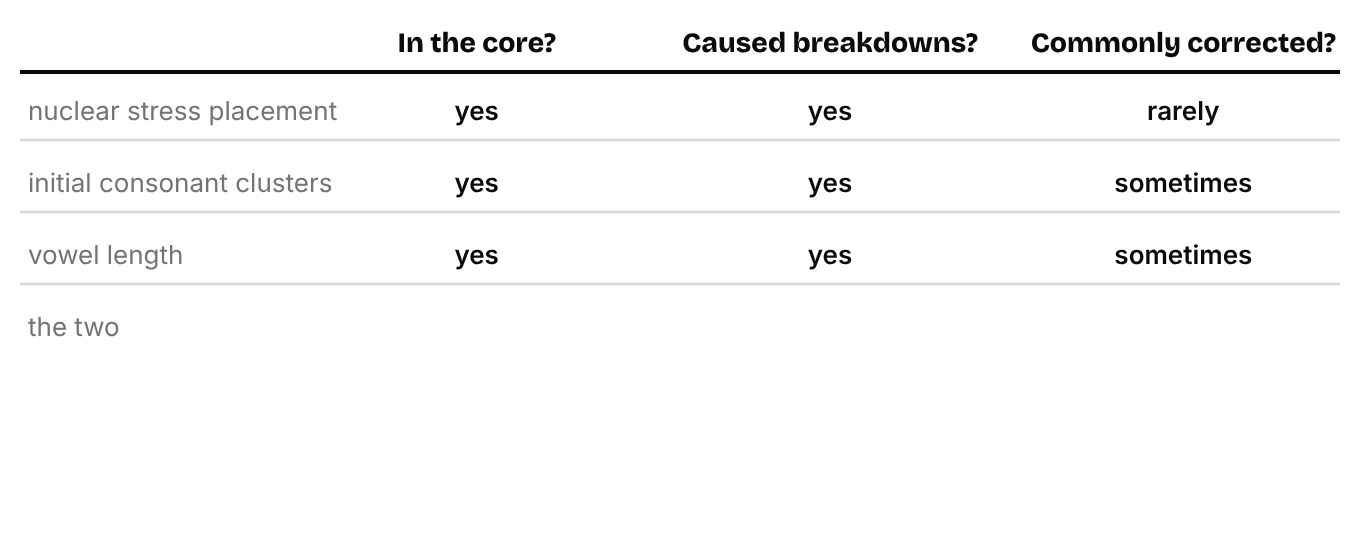 In the core? Caused breakdowns? Commonly corrected?
nuclear stress placement yes yes rarely
initial consonant clusters yes yes sometimes
vowel length yes yes sometimes
the two